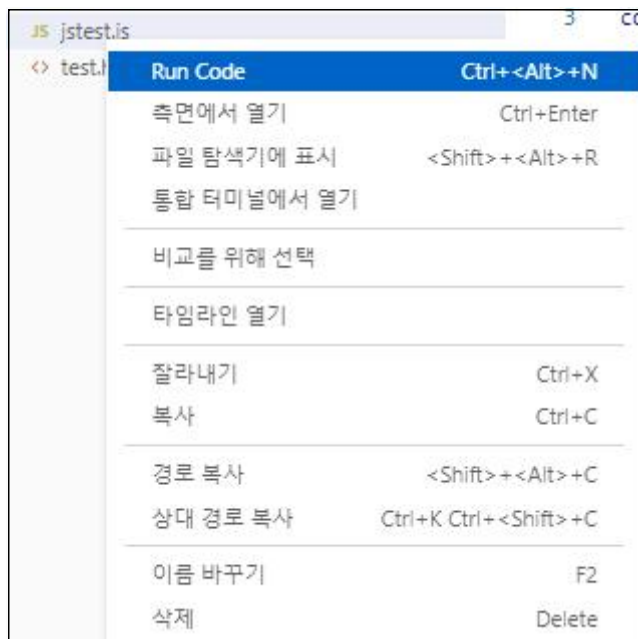 3 co
JS jstest.js
<> test.h
Run Code Ctrl+<Alt>+N
측면에서 열기 Ctrl+Enter
파일 탐색기에 표시 <Shift>+<Alt>+R
통합 터미널에서 열기
비교를 위해 선택
타임라인 열기
잘라내기 Ctrl+X
복사 Ctrl+C
경로 복사 <Shift>+<Alt>+C
상대 경로 복사 Ctrl+K Ctrl+<Shift>+C
이름 바꾸기 F2
삭제 Delete